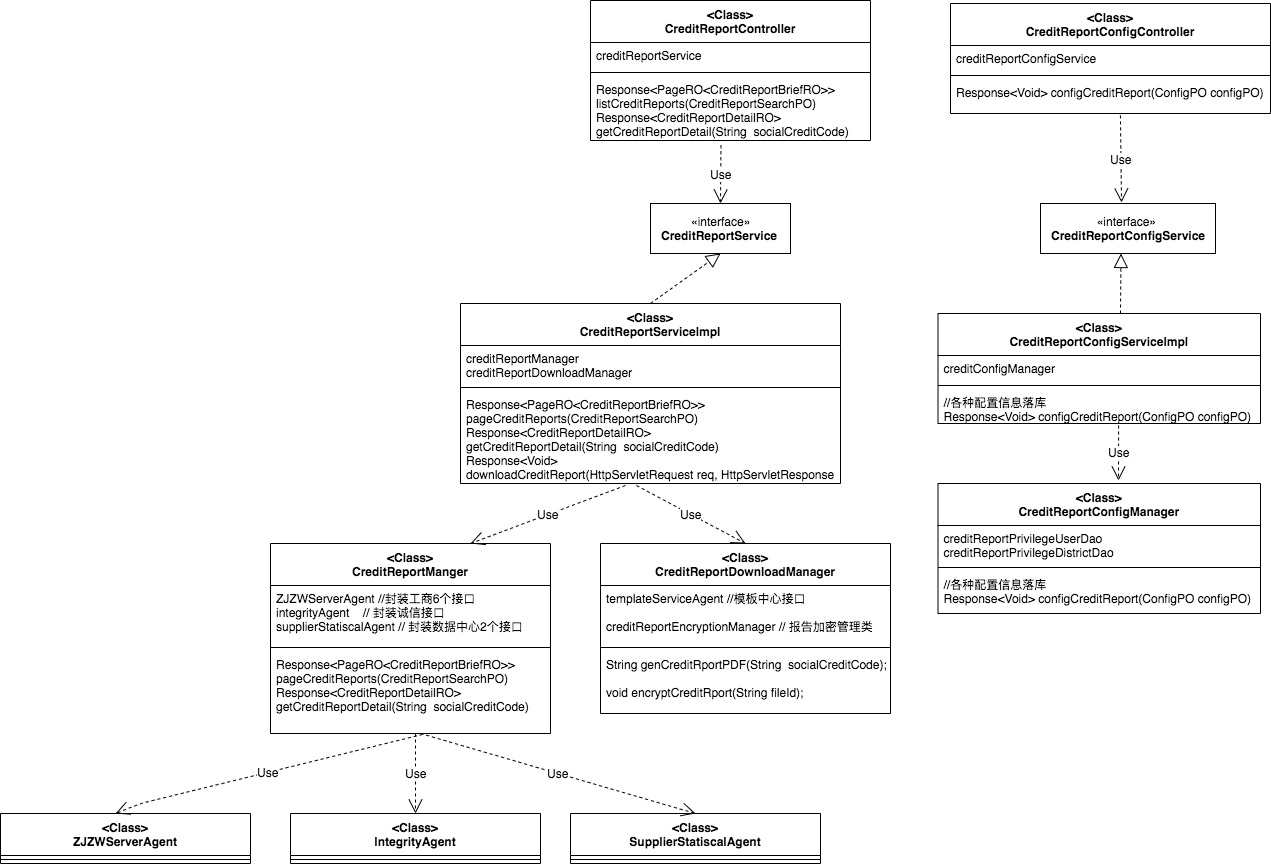 <Class>
CreditReportController
creditReportService
Response<PageRO<CreditReportBriefRO>>
listCreditReports(CreditReportSearchPO)
Response<CreditReportDetailRO>
getCreditReportDetail(String socialCreditCode)
Use
«interface»
CreditReportService
<Class>
CreditReportServiceImpl
creditReportManager
creditReportDownloadManager
Response<PageRO<CreditReportBriefRO>>
pageCreditReports(CreditReportSearchPO)
Response<CreditReportDetailRO>
getCreditReportDetail(String socialCreditCode)
Response<Void>
downloadCreditReport(HttpServletRequest req, HttpServletResponse
Use
Use
<Class>
CreditReportManger
ZJZWServerAgent //封装工商6个接口
integrityAgent // 封装诚信接口
supplierStatiscalAgent // 封装数据中心2个接口
Response<PageRO<CreditReportBriefRO>>
pageCreditReports(CreditReportSearchPO)
Response<CreditReportDetailRO>
getCreditReportDetail(String socialCreditCode)
<Class>
CreditReportDownloadManager
templateServiceAgent //模板中心接口
creditReportEncryptionManager // 报告加密管理类
String genCreditRportPDF(String socialCreditCode);
void encryptCreditRport(String fileId);
Use
Use
Use
<Class>
ZJZWServerAgent
<Class>
IntegrityAgent
<Class>
SupplierStatiscalAgent
<Class>
CreditReportConfigController
creditReportConfigService
Response<Void> configCreditReport(ConfigPO configPO)
Use
«interface»
CreditReportConfigService
<Class>
CreditReportConfigServiceImpl
creditConfigManager
//各种配置信息落库
Response<Void> configCreditReport(ConfigPO configPO)
Use
<Class>
CreditReportConfigManager
creditReportPrivilegeUserDao
creditReportPrivilegeDistrictDao
//各种配置信息落库
Response<Void> configCreditReport(ConfigPO configPO)